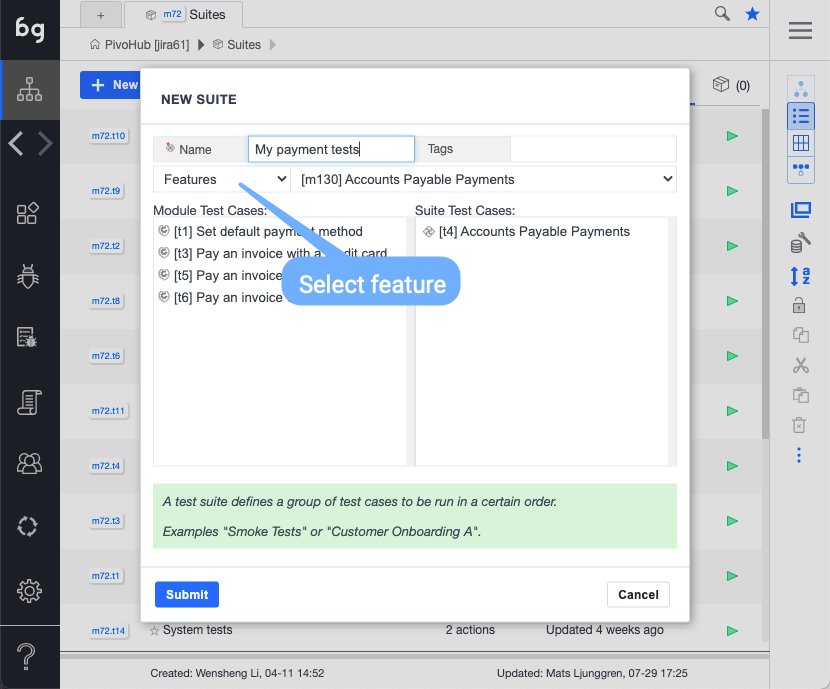 bg
+
m72 Suites
PivoHub [jira61] Suites
+ New
(0)
NEW SUITE
Name
My payment tests
Tags
Features
[m130] Accounts Payable Payments
Module Test Cases:
Suite Test Cases:
[t1] Set default payment method
[t3] Pay an invoice with a credit card
[t5] Pay an invoice
[t6] Pay an invoice
[t4] Accounts Payable Payments
Select feature
m72.t10
m72.t9
m72.t2
m72.t8
m72.t6
m72.t11
m72.t4
m72.t3
m72.t1
A test suite defines a group of test cases to be run in a certain order.
Examples "Smoke Tests" or "Customer Onboarding A".
Submit
Cancel
m72.t14 System tests 2 actions Updated 4 weeks ago
Created: Wensheng Li, 04-11 14:52
Updated: Mats Ljunggren, 07-29 17:25